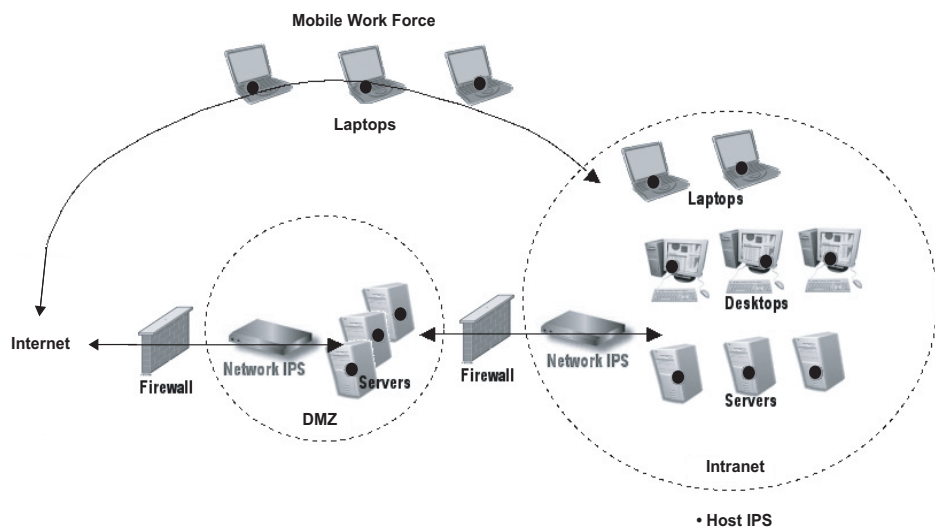 Mobile Work Force
Laptops
Laptops
Desktops
Internet
Firewall
Network IPS
Servers
DMZ
Firewall
Network IPS
Servers
Intranet
• Host IPS